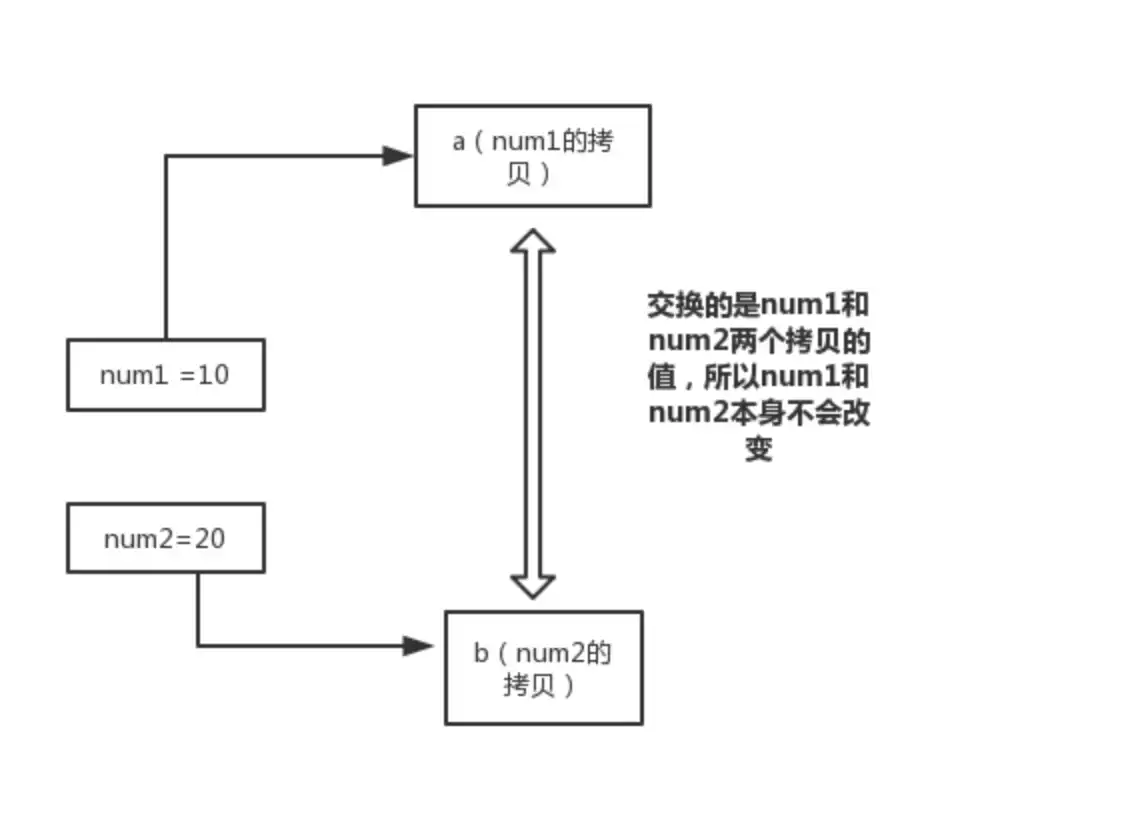 a（num1的拷
贝）
num1 =10
交换的是num1和
num2两个拷贝的
值，所以num1和
num2本身不会改
变
num2=20
b（num2的
拷贝）